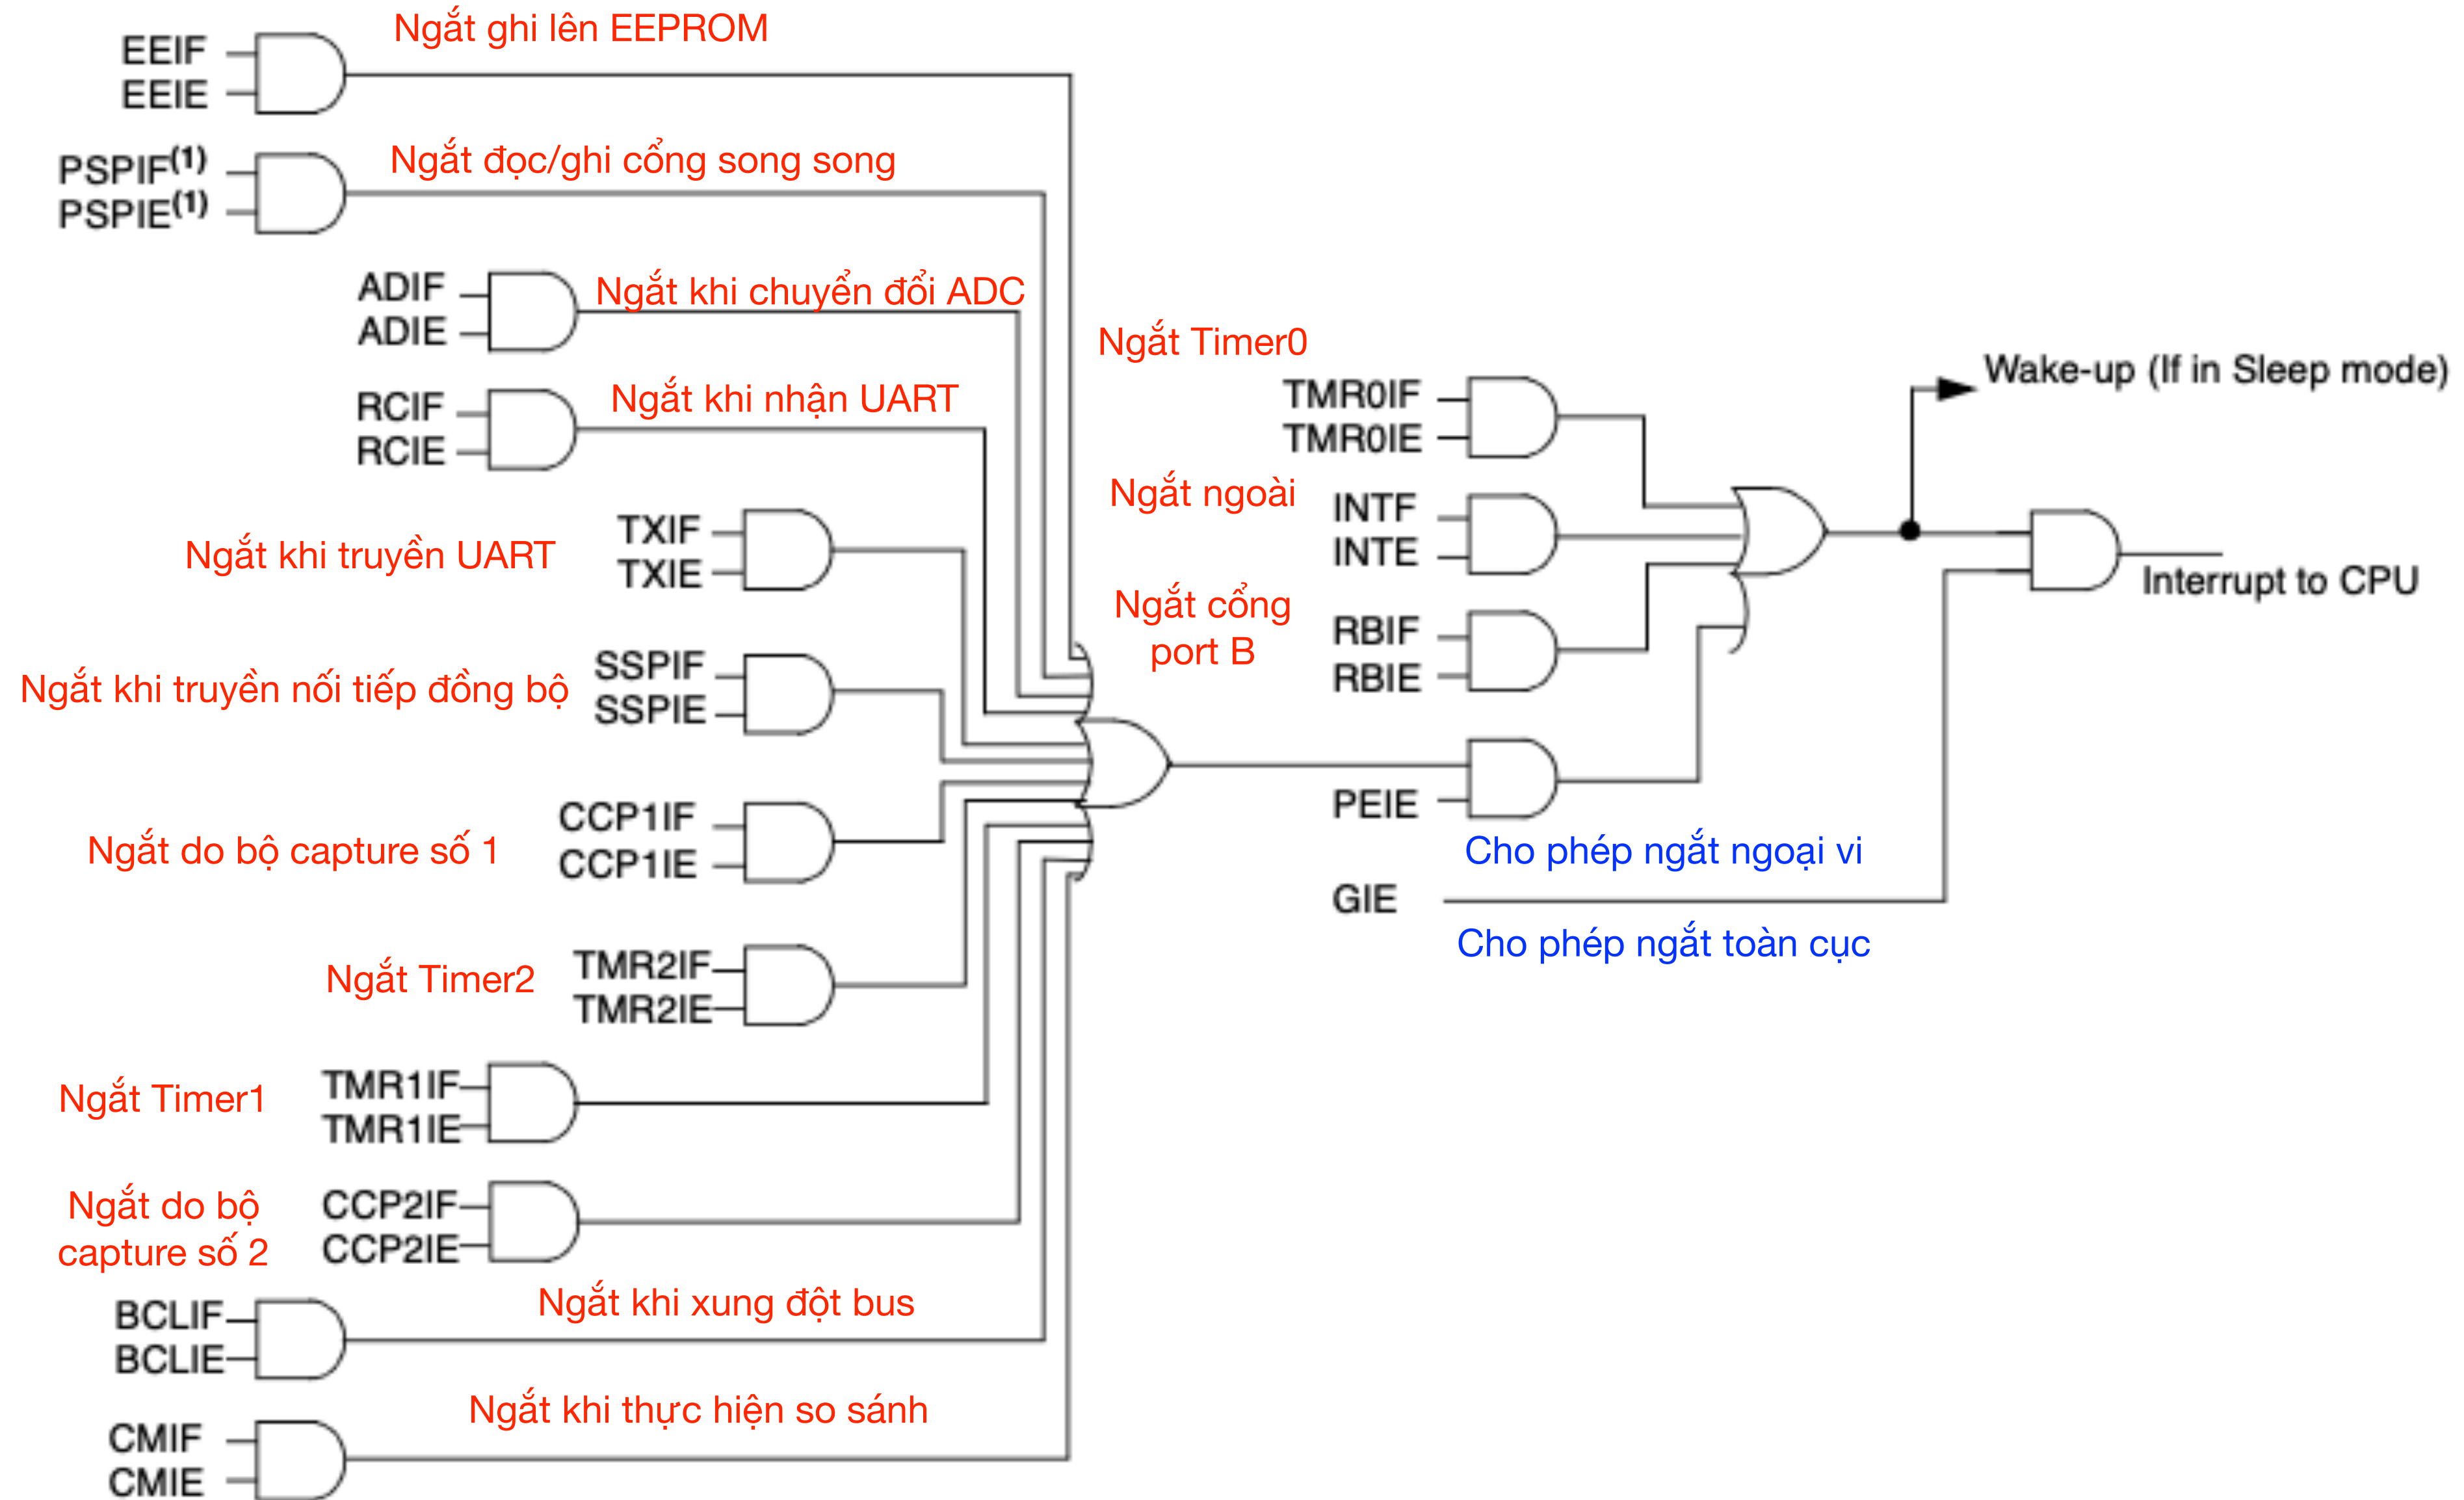 Ngắt ghi lên EEPROM
EEIF
EEIE
Ngắt đọc/ghi cổng song song
PSPIF(1)
PSPIE(1)
Ngắt khi chuyển đổi ADC
ADIF
ADIE
Ngắt khi nhận UART
RCIF
RCIE
Ngắt khi truyền UART
TXIF
TXIE
Ngắt khi truyền nối tiếp đồng bộ
SSPIF
SSPIE
Ngắt do bộ capture số 1
CCP1IF
CCP1IE
Ngắt Timer2
TMR2IF
TMR2IE
Ngắt Timer1
TMR1IF
TMR1IE
Ngắt do bộ
capture số 2
CCP2IF
CCP2IE
Ngắt khi xung đột bus
BCLIF
BCLIE
Ngắt khi thực hiện so sánh
CMIF
CMIE
Ngắt Timer0
TMR0IF
TMR0IE
Ngắt ngoài
INTF
INTE
Ngắt cổng
port B
RBIF
RBIE
PEIE
Cho phép ngắt ngoại vi
GIE
Cho phép ngắt toàn cục
Wake-up (If in Sleep mode)
Interrupt to CPU